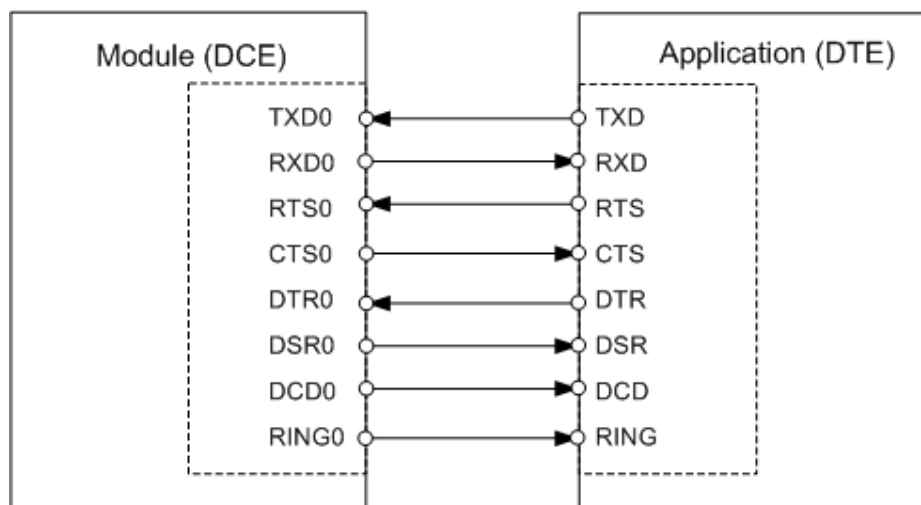 Module (DCE)
Application (DTE)
TXD0
TXD
RXD0
RXD
RTS0
RTS
CTS0
CTS
DTR0
DTR
DSR0
DSR
DCD0
DCD
RING0
RING